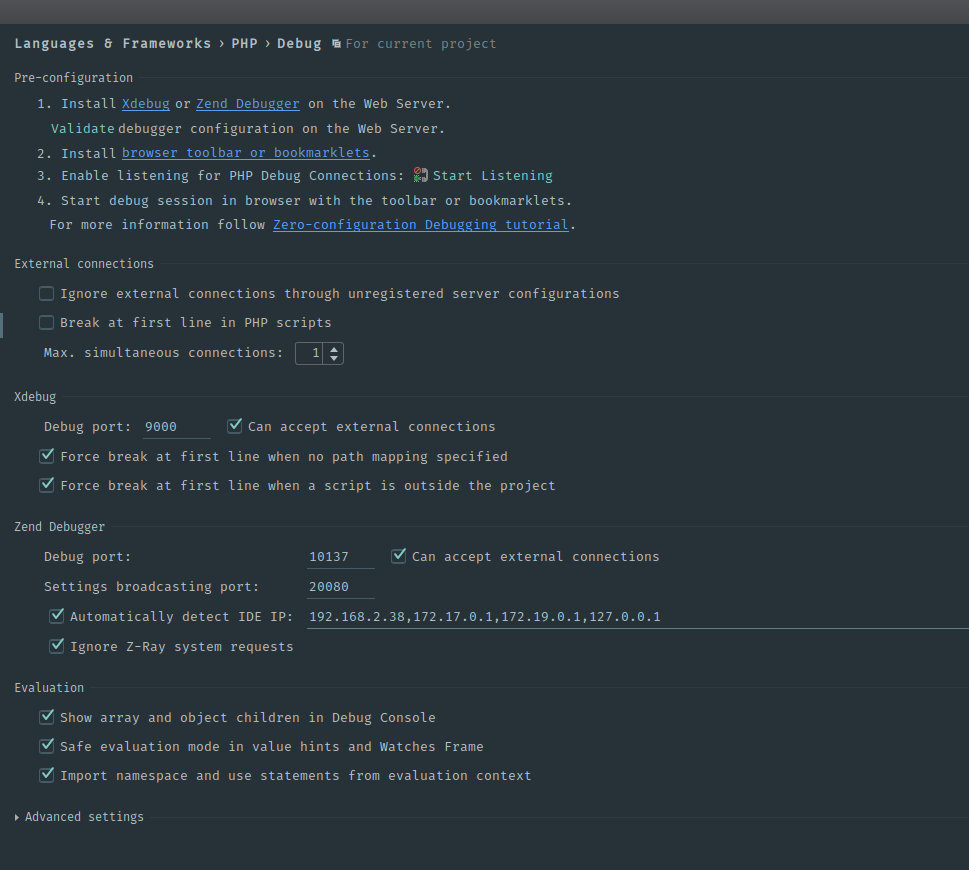 Languages & Frameworks › PHP › Debug For current project
Pre-configuration
1. Install Xdebug or Zend Debugger on the Web Server.
Validate debugger configuration on the Web Server.
2. Install browser toolbar or bookmarklets.
3. Enable listening for PHP Debug Connections: Start Listening
4. Start debug session in browser with the toolbar or bookmarklets.
For more information follow Zero-configuration Debugging tutorial.
External connections
Ignore external connections through unregistered server configurations
Break at first line in PHP scripts
Max. simultaneous connections: 1
Xdebug
Debug port: 9000 Can accept external connections
Force break at first line when no path mapping specified
Force break at first line when a script is outside the project
Zend Debugger
Debug port: 10137 Can accept external connections
Settings broadcasting port: 20080
Automatically detect IDE IP: 192.168.2.38,172.17.0.1,172.19.0.1,127.0.0.1
Ignore Z-Ray system requests
Evaluation
Show array and object children in Debug Console
Safe evaluation mode in value hints and Watches Frame
Import namespace and use statements from evaluation context
Advanced settings